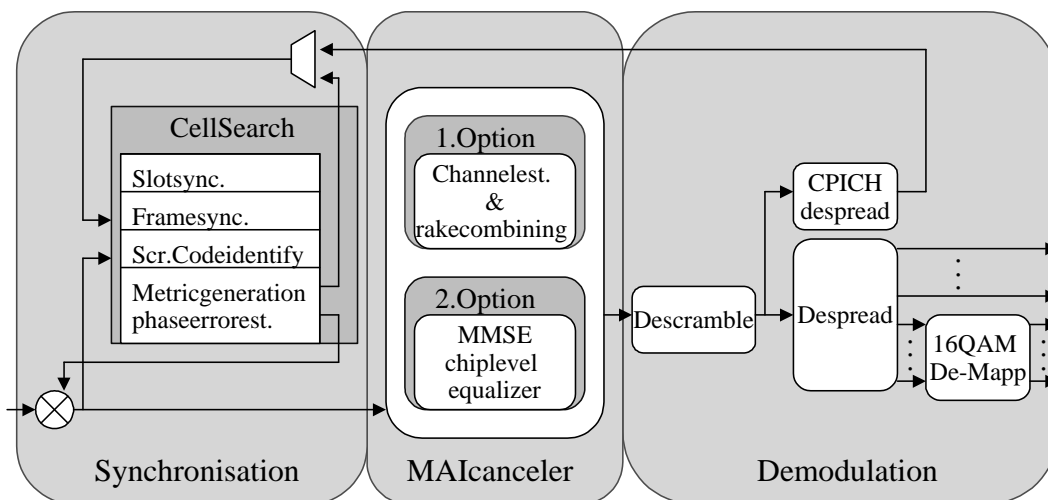 CellSearch
Slotsync.
Framesync.
Scr.Codeidentify
Metricgeneration
phaseerrorest.
Synchronisation
1.Option
Channelest.
&
rakecombining
2.Option
MMSE
chiplevel
equalizer
MAIcanceler
Descramble
CPICH
despread
Despread
16QAM
De-Mapp
Demodulation